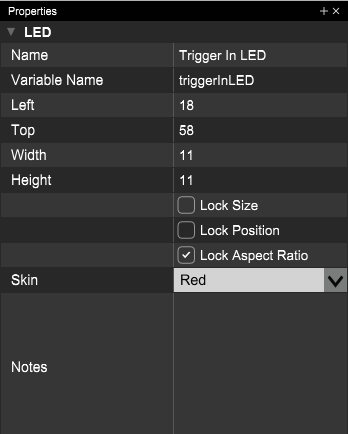 Properties
LED
Name Trigger In LED
Variable Name triggerInLED
Left 18
Top 58
Width 11
Height 11
Lock Size
Lock Position
Lock Aspect Ratio
Skin Red
Notes